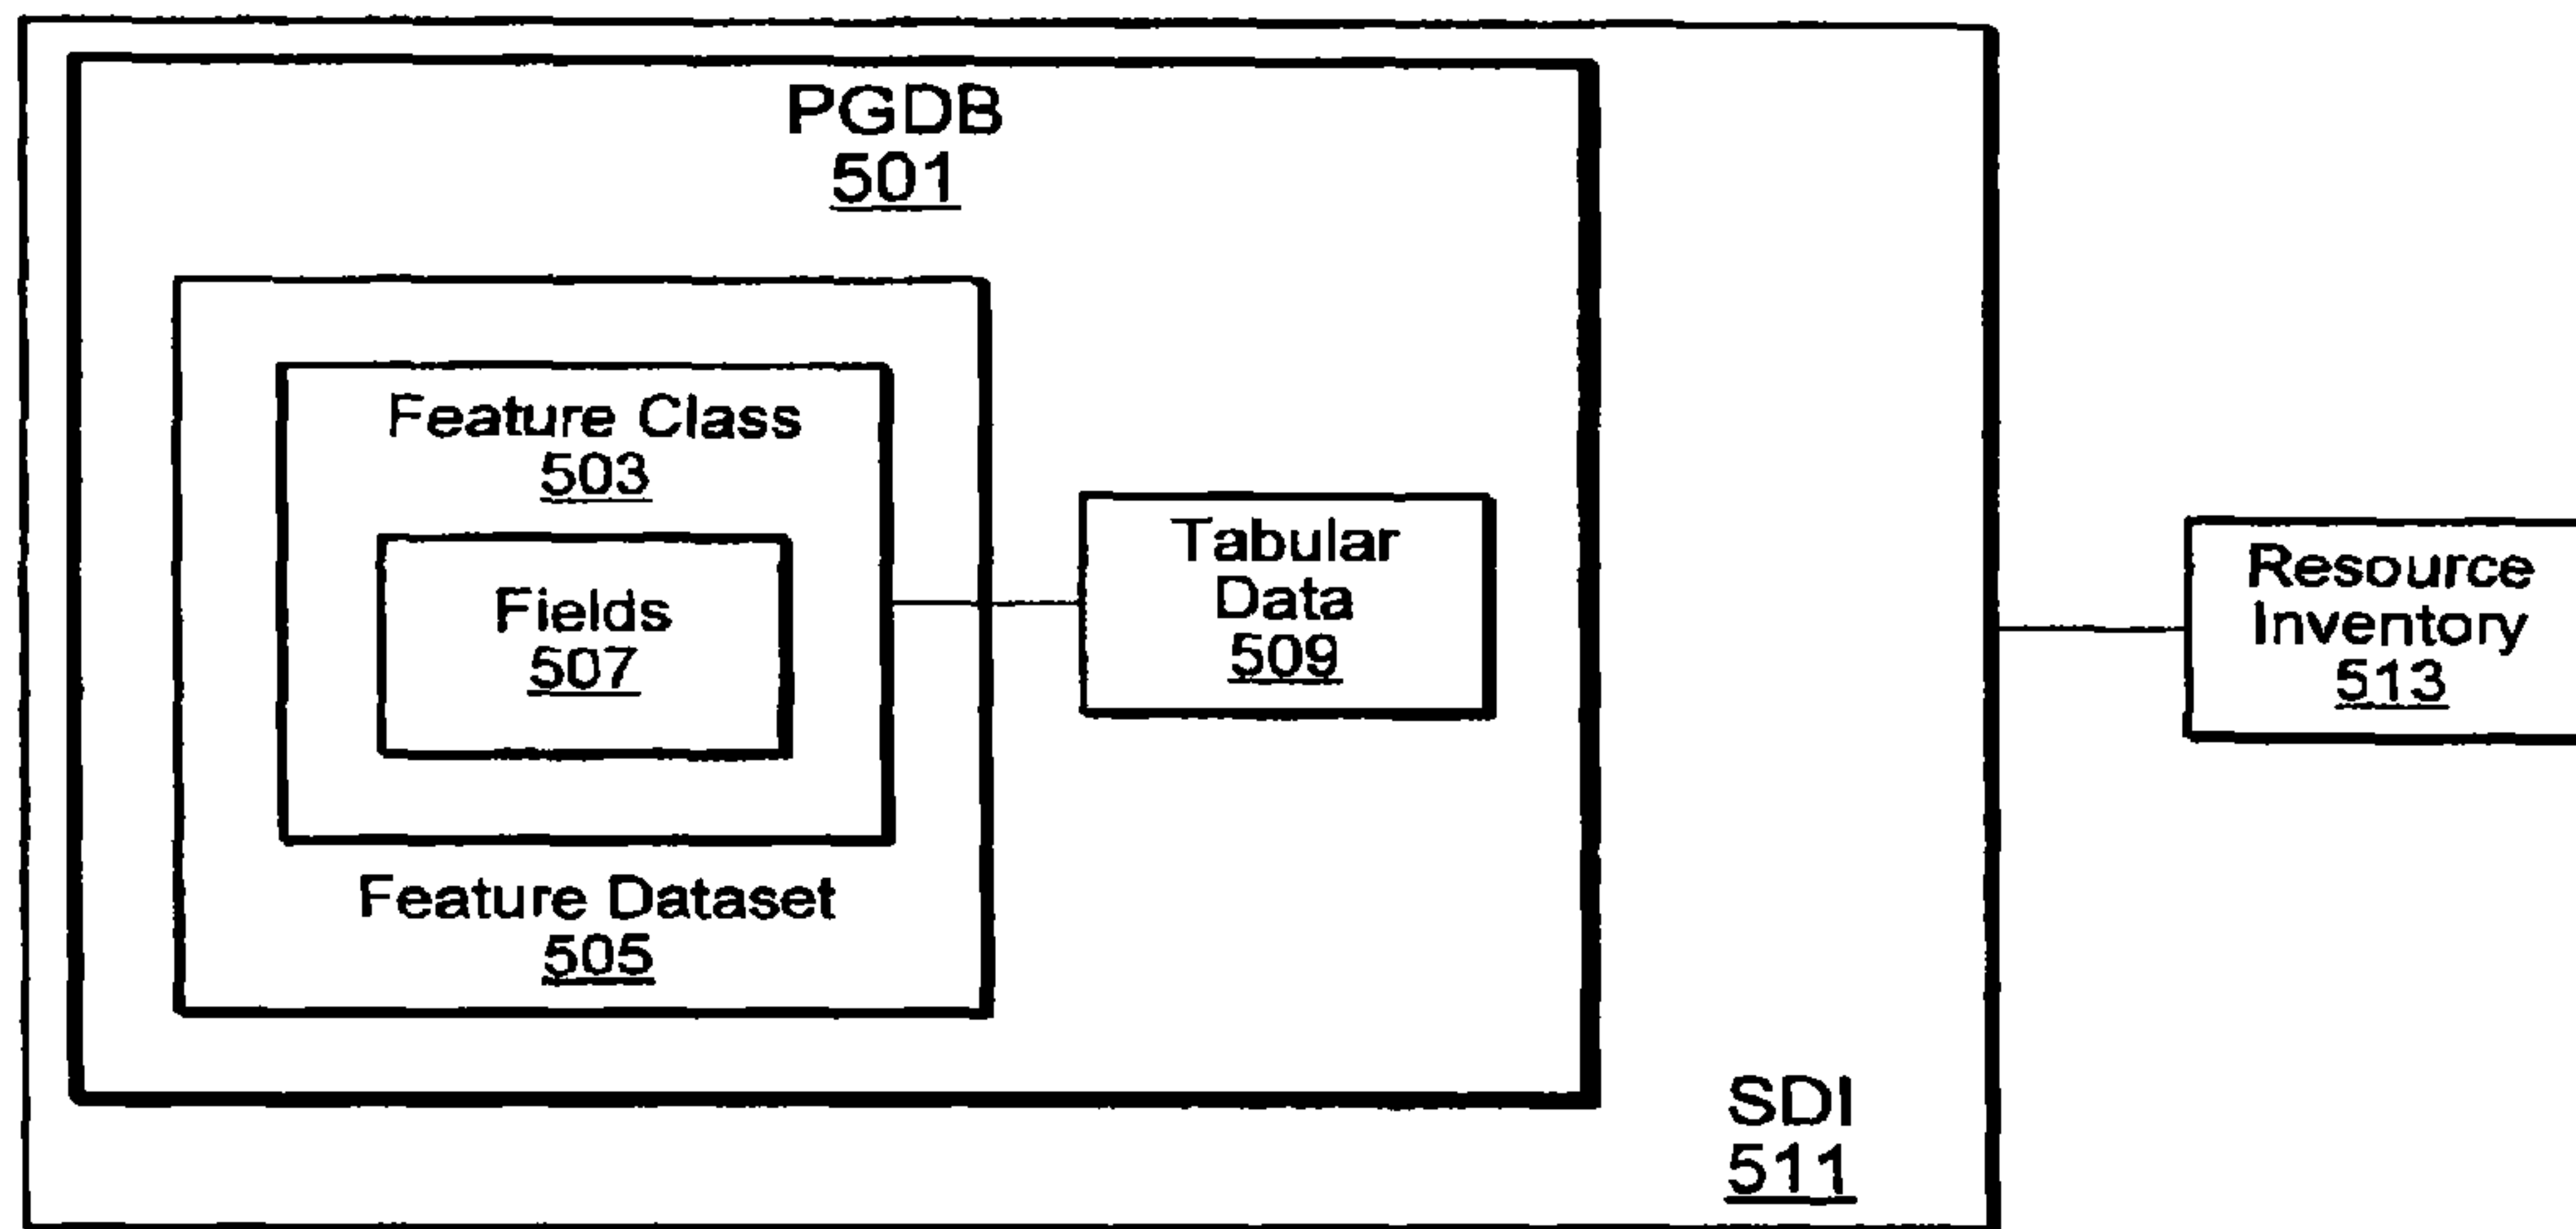 PGDB
501
Feature Class
503
Fields
507
Feature Dataset
505
Tabular
Data
509
SDI
511
Resource
Inventory
513